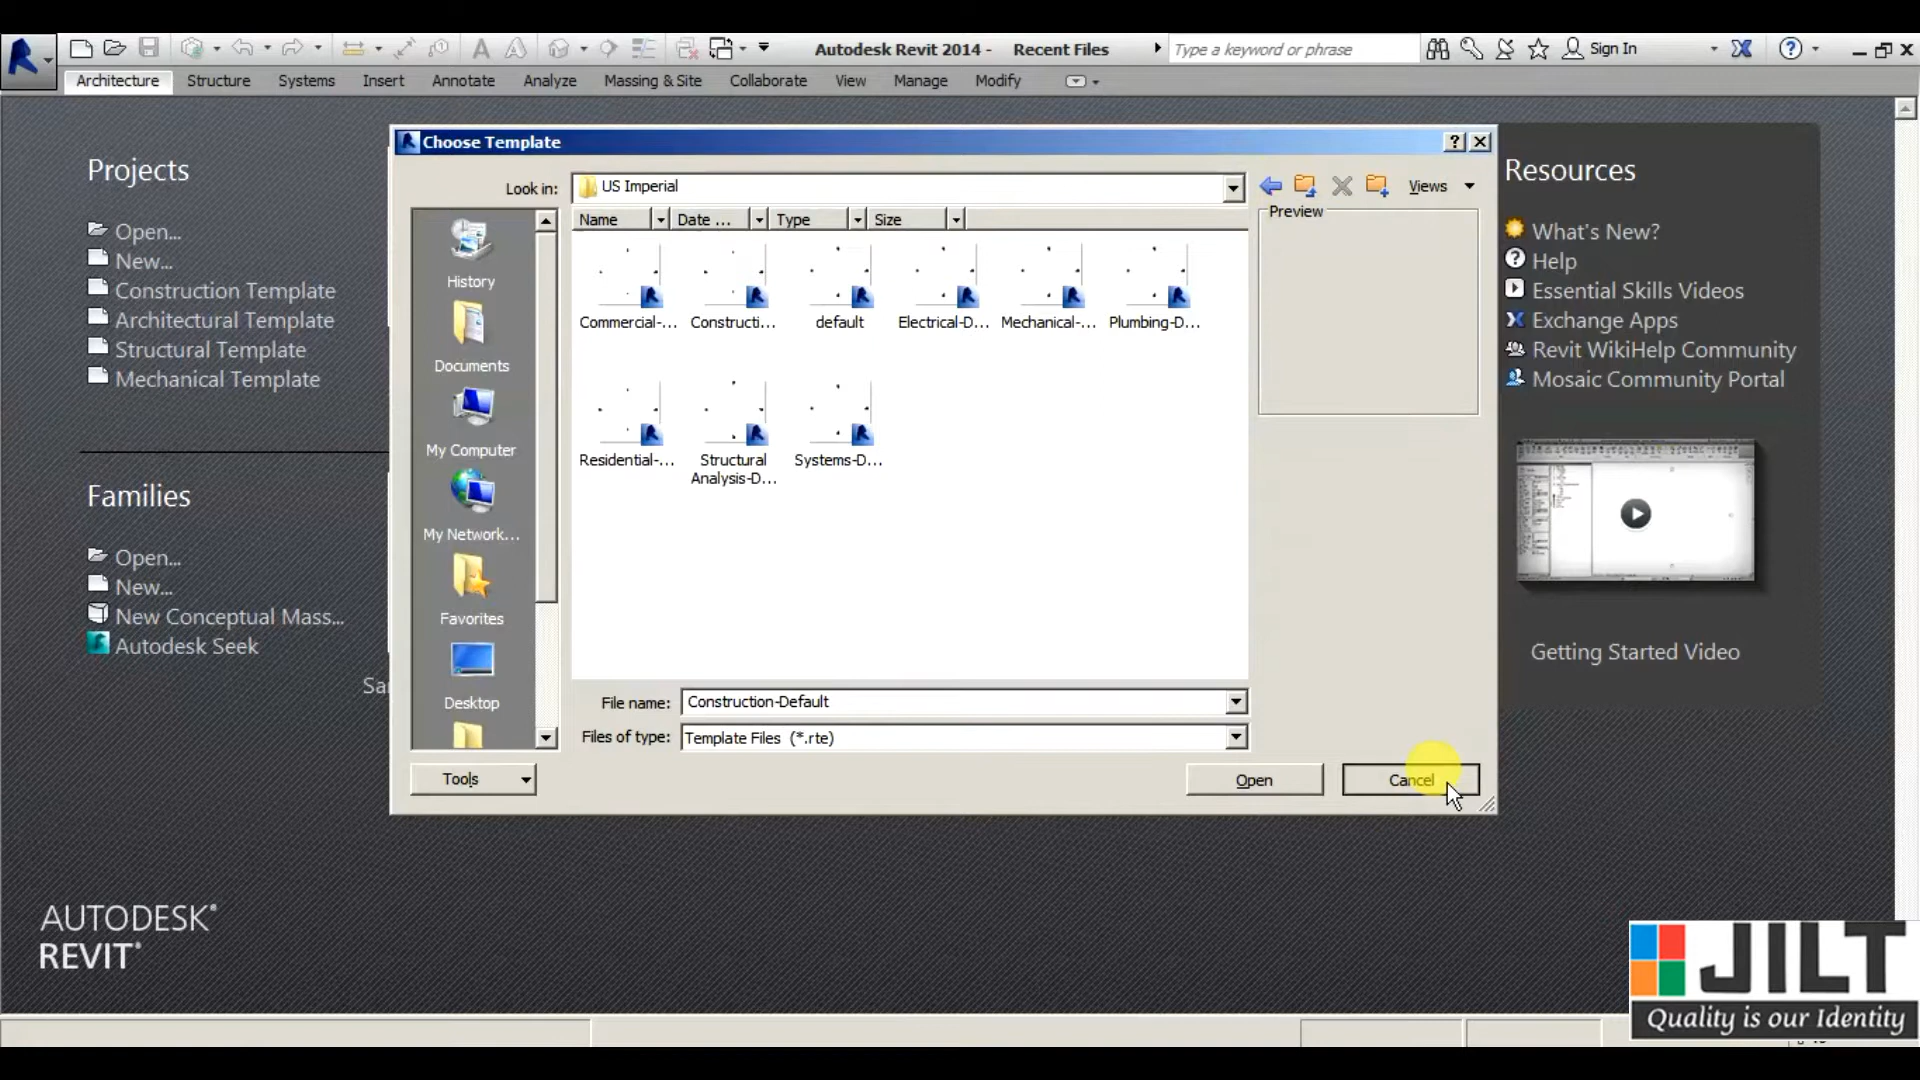 Autodesk Revit 2014 - Recent Files
Type a keyword or phrase
Sign In
Architecture Structure Systems Insert Annotate Analyze Massing & Site Collaborate View Manage Modify
Projects
Open...
New...
Construction Template
Architectural Template
Structural Template
Mechanical Template
Families
Open...
New...
New Conceptual Mass...
Autodesk Seek
Sa
Choose Template
Look in:
US Imperial
Views
Name Date ... Type Size
Preview
History
Documents
My Computer
My Network...
Favorites
Desktop
Commercial-...
Constructi...
default
Electrical-D...
Mechanical-...
Plumbing-D...
Residential-...
Structural
Analysis-D...
Systems-D...
File name:
Construction-Default
Files of type:
Template Files (*.rte)
Tools
Open
Cancel
Resources
What's New?
Help
Essential Skills Videos
Exchange Apps
Revit WikiHelp Community
Mosaic Community Portal
Getting Started Video
AUTODESK®
REVIT®
JILT
Quality is our Identity